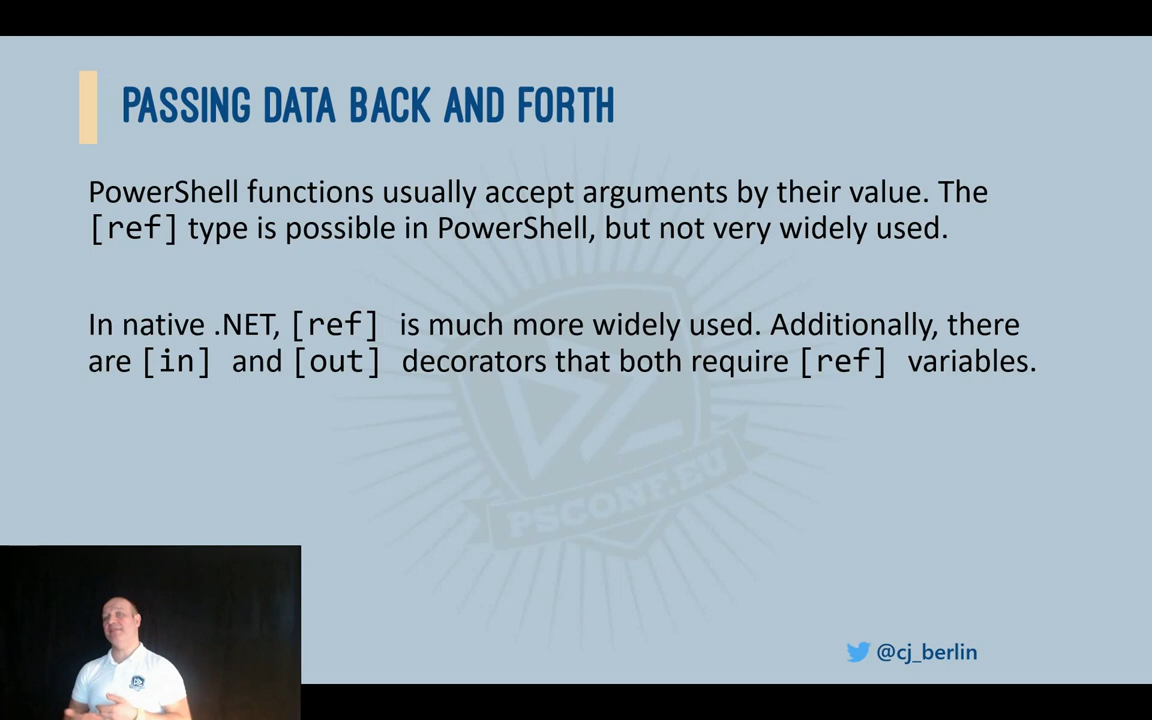 PASSING DATA BACK AND FORTH
PowerShell functions usually accept arguments by their value. The
[ref] type is possible in PowerShell, but not very widely used.
In native .NET, [ref] is much more widely used. Additionally, there
are [in] and [out] decorators that both require [ref] variables.
PSCONF.EU
@cj_berlin